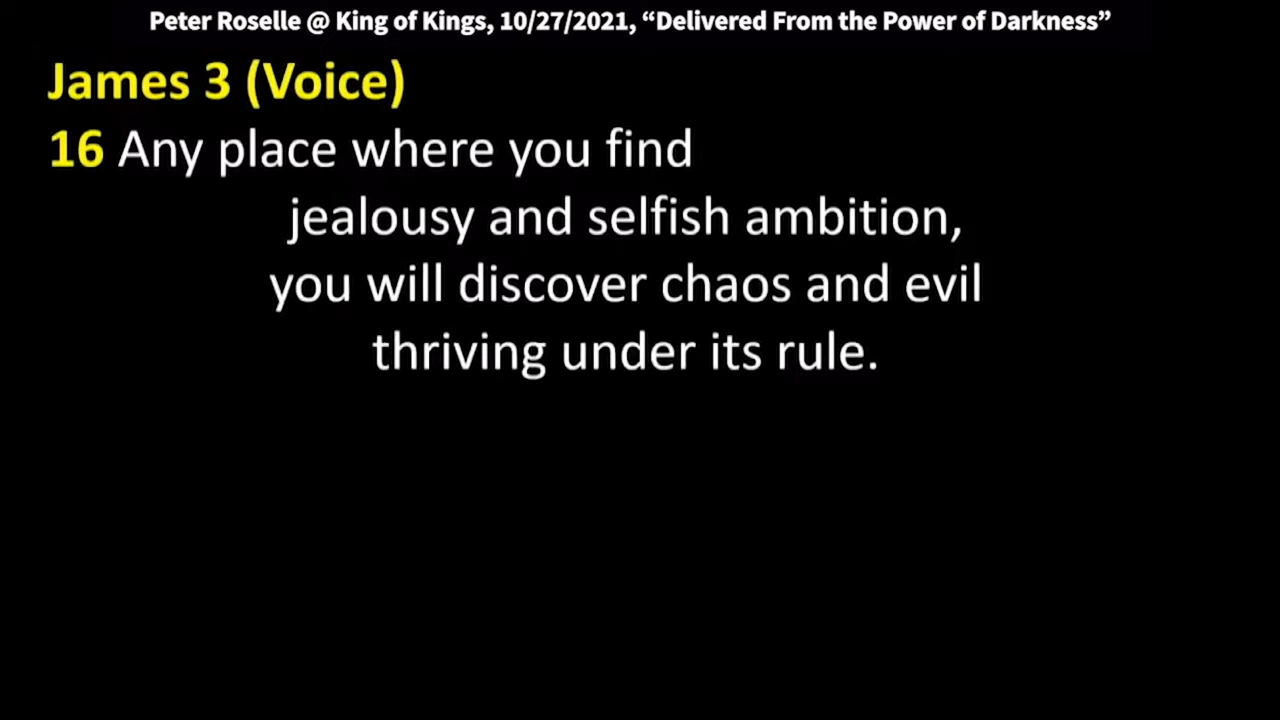 Peter Roselle @ King of Kings, 10/27/2021, “Delivered From the Power of Darkness”
James 3 (Voice)
16 Any place where you find
jealousy and selfish ambition,
you will discover chaos and evil
thriving under its rule.